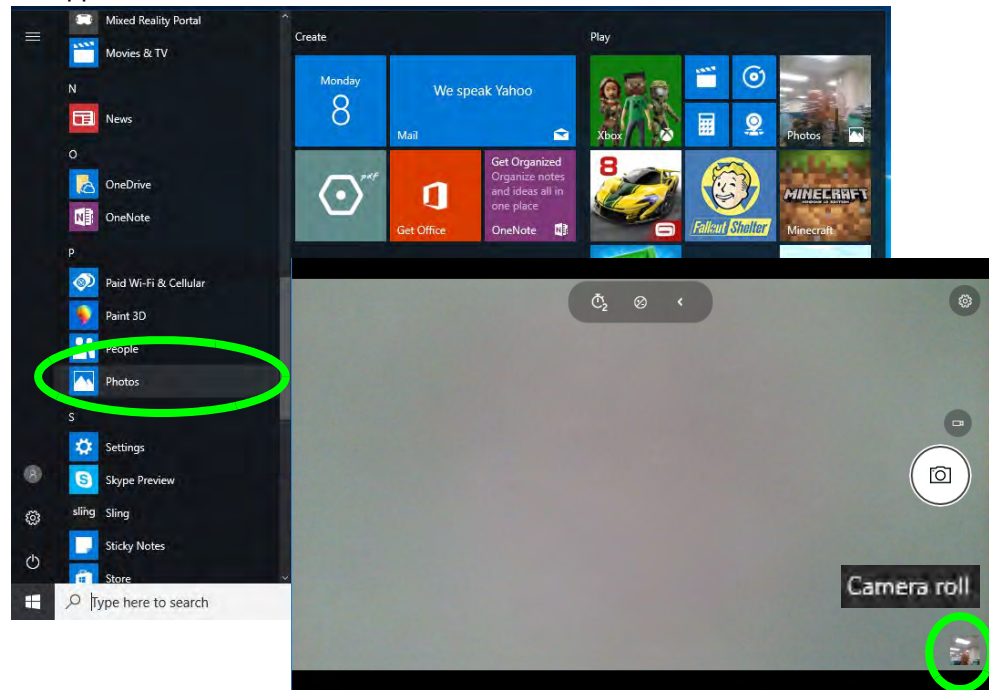 Mixed Reality Portal
Movies & TV
N
News
O
OneDrive
OneNote
P
Paid Wi-Fi & Cellular
Paint 3D
People
Photos
S
Settings
Skype Preview
sling Sling
Sticky Notes
Store
Type here to search
Create
Monday
8
We speak Yahoo
Mail
pdf
Get Office
Get Organized
Organize notes
and ideas all in
one place
OneNote
Play
Xbox
Photos
8
Fallout Shelter
MINECRAFT
Minecraft
2
Camera roll